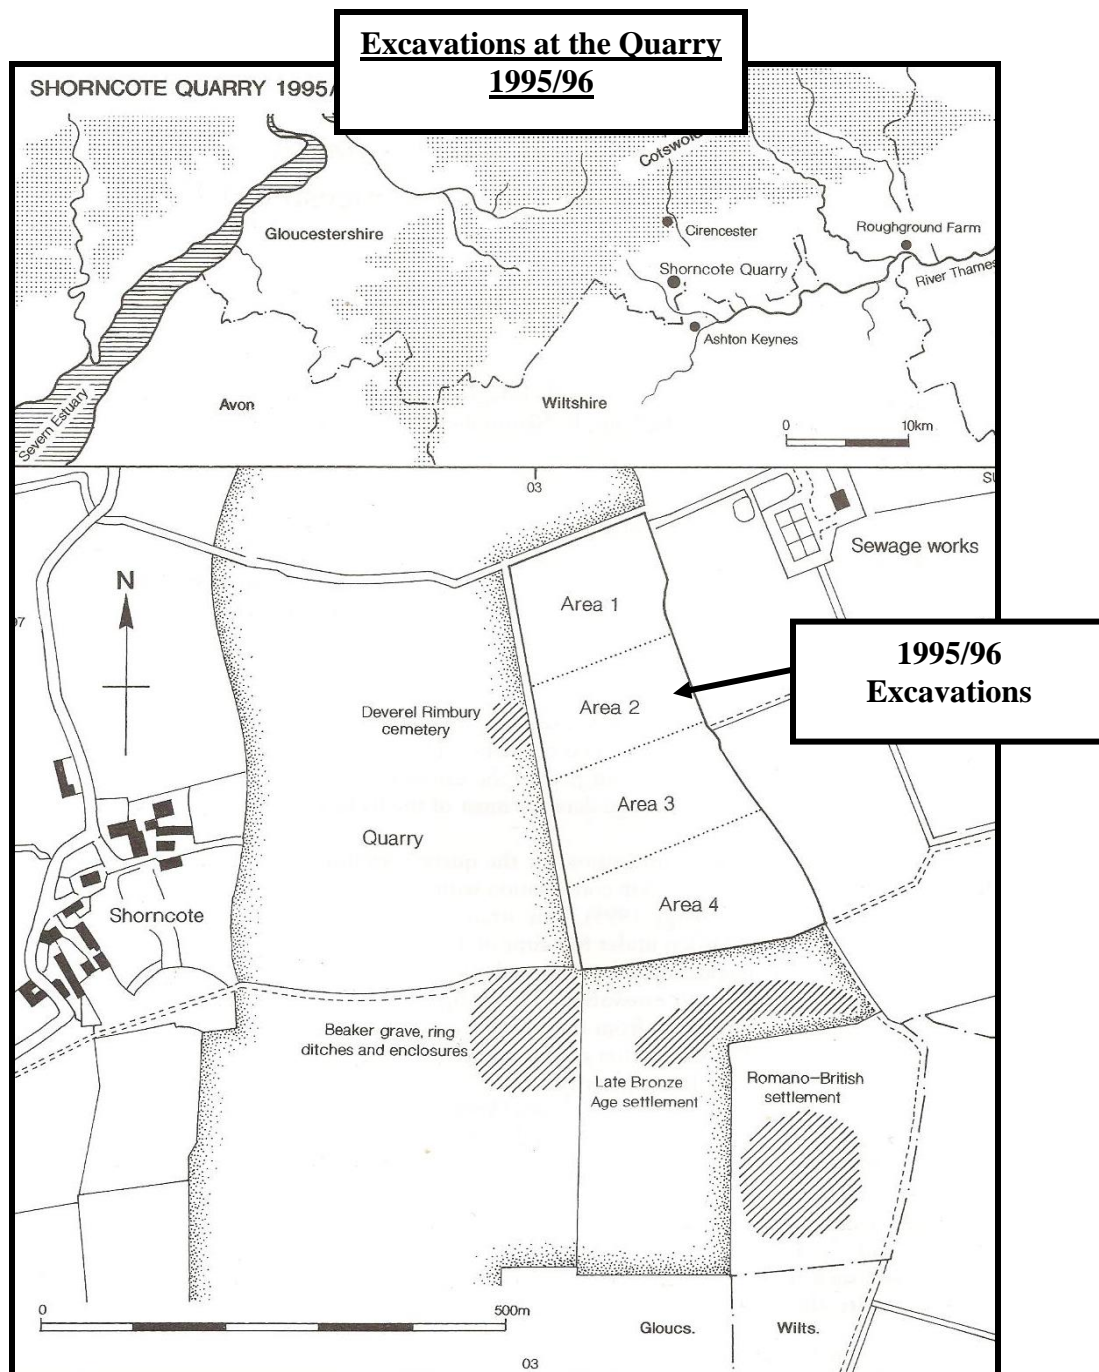 Excavations at the Quarry
1995/96
SHORNCOTE QUARRY 1995/
Gloucestershire
Cirencester
Roughground Farm
Shorncote Quarry
River Thames
Ashton Keynes
Severn Estuary
Avon
Wiltshire
0
10km
03
N
Sewage works
Area 1
1995/96
Excavations
Area 2
Deverel Rimbury
cemetery
Area 3
Quarry
Area 4
Shorncote
Beaker grave, ring
ditches and enclosures
Late Bronze
Age settlement
Romano-British
settlement
0
500m
Gloucs.
Wilts.
03